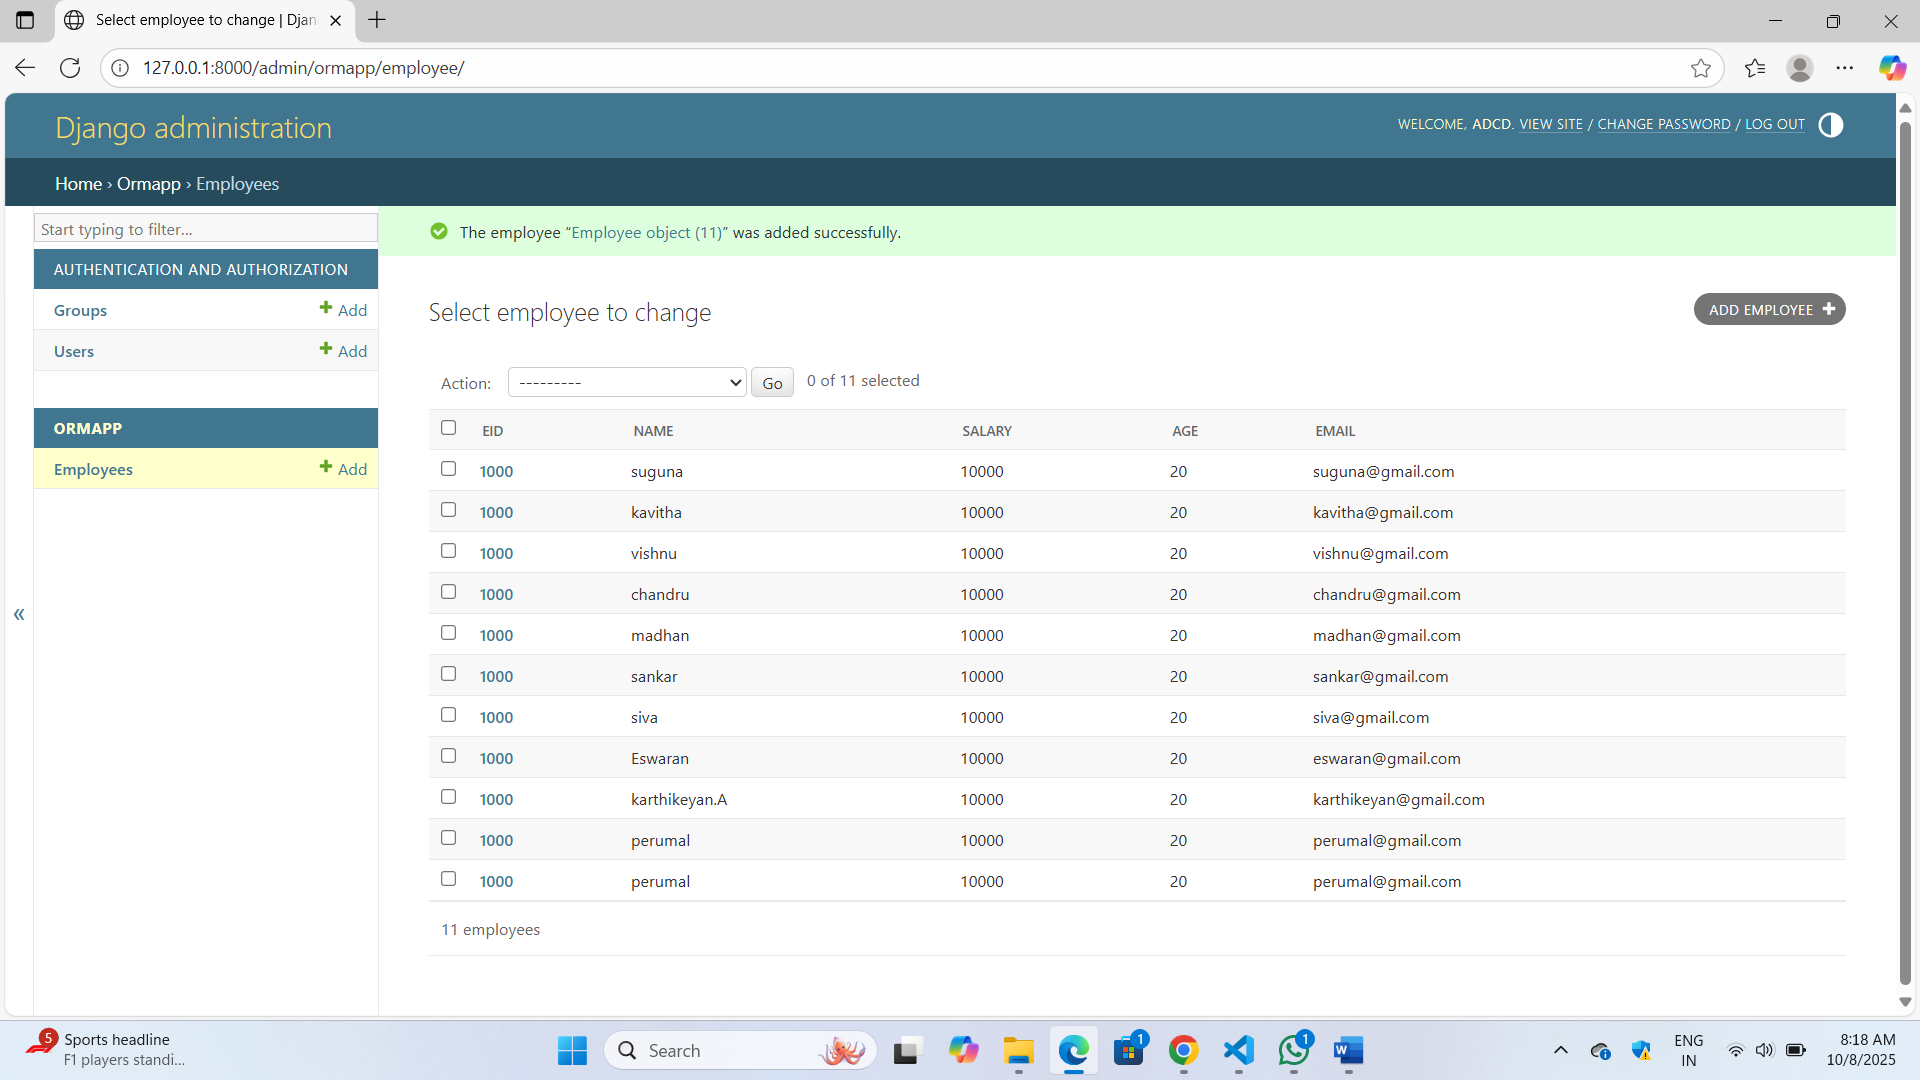 Select employee to change | Djan
127.0.0.1:8000/admin/ormapp/employee/
Django administration
WELCOME, ADCD. VIEW SITE / CHANGE PASSWORD / LOG OUT
Home › Ormapp › Employees
Start typing to filter...
AUTHENTICATION AND AUTHORIZATION
Groups Add
Users Add
ORMAPP
Employees Add
«
The employee “Employee object (11)” was added successfully.
Select employee to change
ADD EMPLOYEE
Action: --------- Go 0 of 11 selected
EID NAME SALARY AGE EMAIL
1000 suguna 10000 20 suguna@gmail.com
1000 kavitha 10000 20 kavitha@gmail.com
1000 vishnu 10000 20 vishnu@gmail.com
1000 chandru 10000 20 chandru@gmail.com
1000 madhan 10000 20 madhan@gmail.com
1000 sankar 10000 20 sankar@gmail.com
1000 siva 10000 20 siva@gmail.com
1000 Eswaran 10000 20 eswaran@gmail.com
1000 karthikeyan.A 10000 20 karthikeyan@gmail.com
1000 perumal 10000 20 perumal@gmail.com
1000 perumal 10000 20 perumal@gmail.com
11 employees
5
Sports headline
F1 players standi...
Search
1
1
W
ENG
IN
8:18 AM
10/8/2025